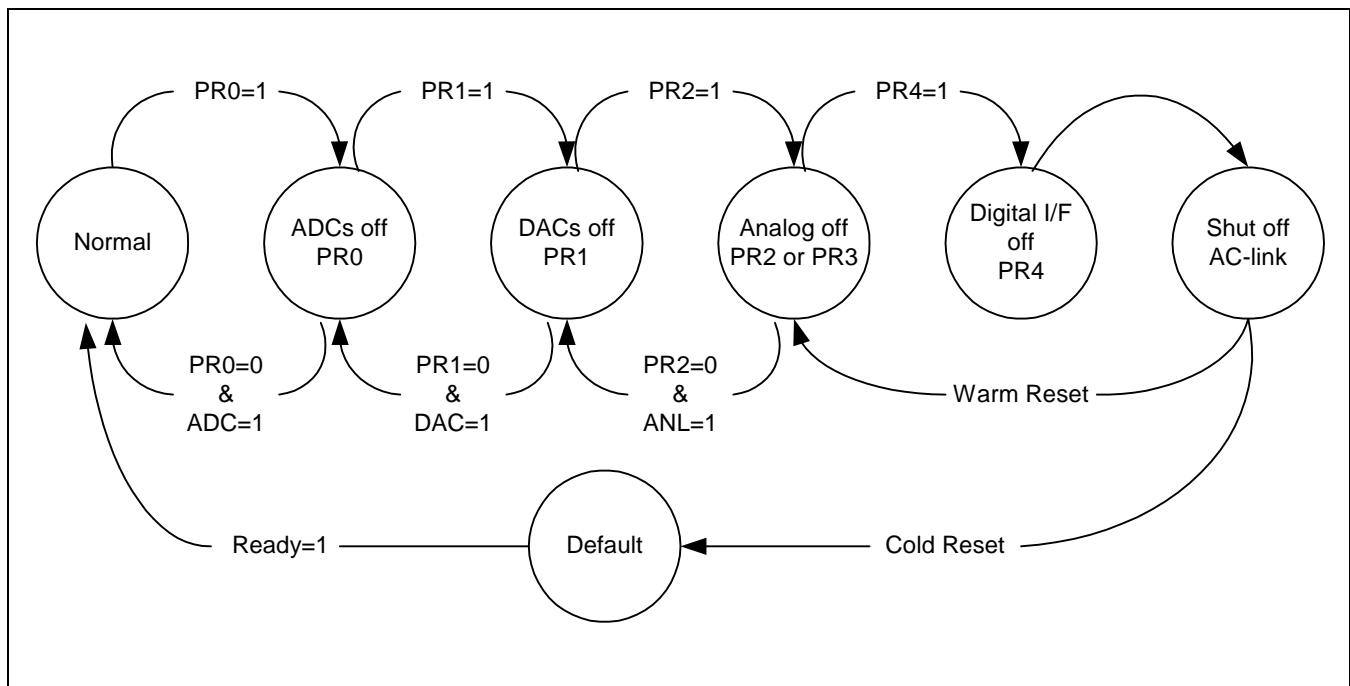 PR0=1
PR1=1
PR2=1
PR4=1
Normal
ADCs off
PR0
DACs off
PR1
Analog off
PR2 or PR3
Digital I/F
off
PR4
Shut off
AC-link
PR0=0
&
ADC=1
PR1=0
&
DAC=1
PR2=0
&
ANL=1
Warm Reset
Ready=1
Default
Cold Reset